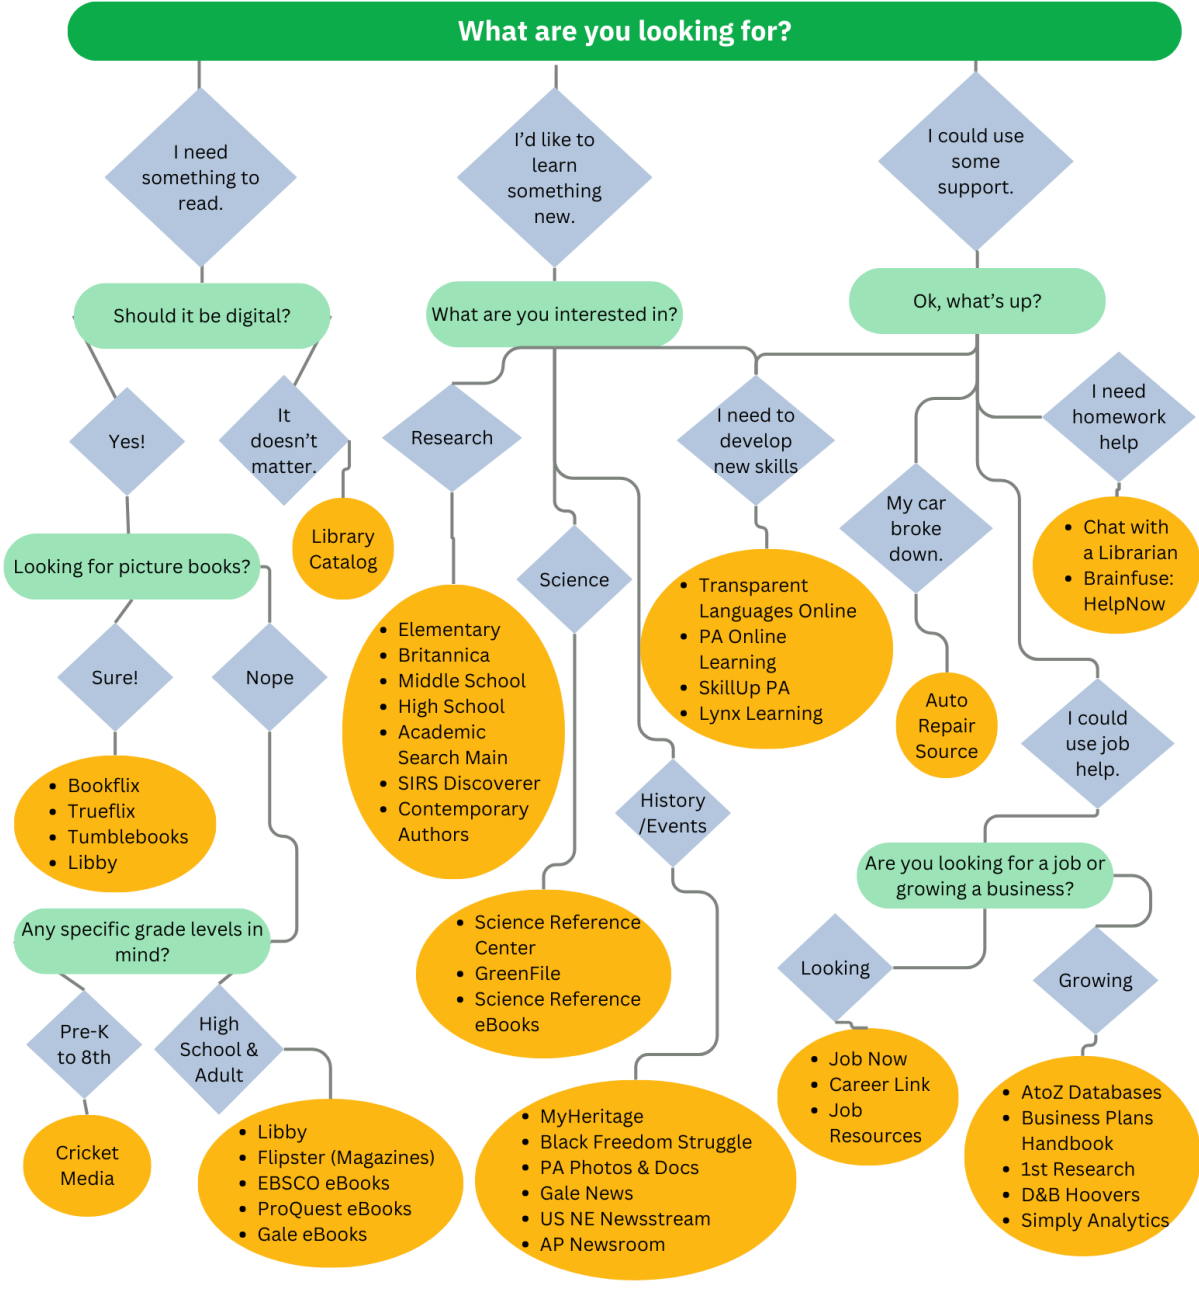 What are you looking for?
I need
something to
read.
I'd like to
learn
something
new.
I could use
some
support.
Should it be digital?
What are you interested in?
Ok, what's up?
Yes!
It
doesn't
matter.
Library
Catalog
Looking for picture books?
Sure!
Nope
Bookflix
Trueflix
Tumblebooks
Libby
Any specific grade levels in
mind?
Pre-K
to 8th
High
School &
Adult
Cricket
Media
Libby
Flipster (Magazines)
EBSCO eBooks
ProQuest eBooks
Gale eBooks
Research
Elementary
Britannica
Middle School
High School
Academic
Search Main
SIRS Discoverer
Contemporary
Authors
Science
Science Reference
Center
GreenFile
Science Reference
eBooks
History
/Events
MyHeritage
Black Freedom Struggle
PA Photos & Docs
Gale News
US NE Newsstream
AP Newsroom
I need to
develop
new skills
Transparent
Languages Online
PA Online
Learning
SkillUp PA
Lynx Learning
My car
broke
down.
Auto
Repair
Source
I need
homework
help
Chat with
a Librarian
Brainfuse:
HelpNow
I could
use job
help.
Are you looking for a job or
growing a business?
Looking
Job Now
Career Link
Job
Resources
Growing
AtoZ Databases
Business Plans
Handbook
1st Research
D&B Hoovers
Simply Analytics